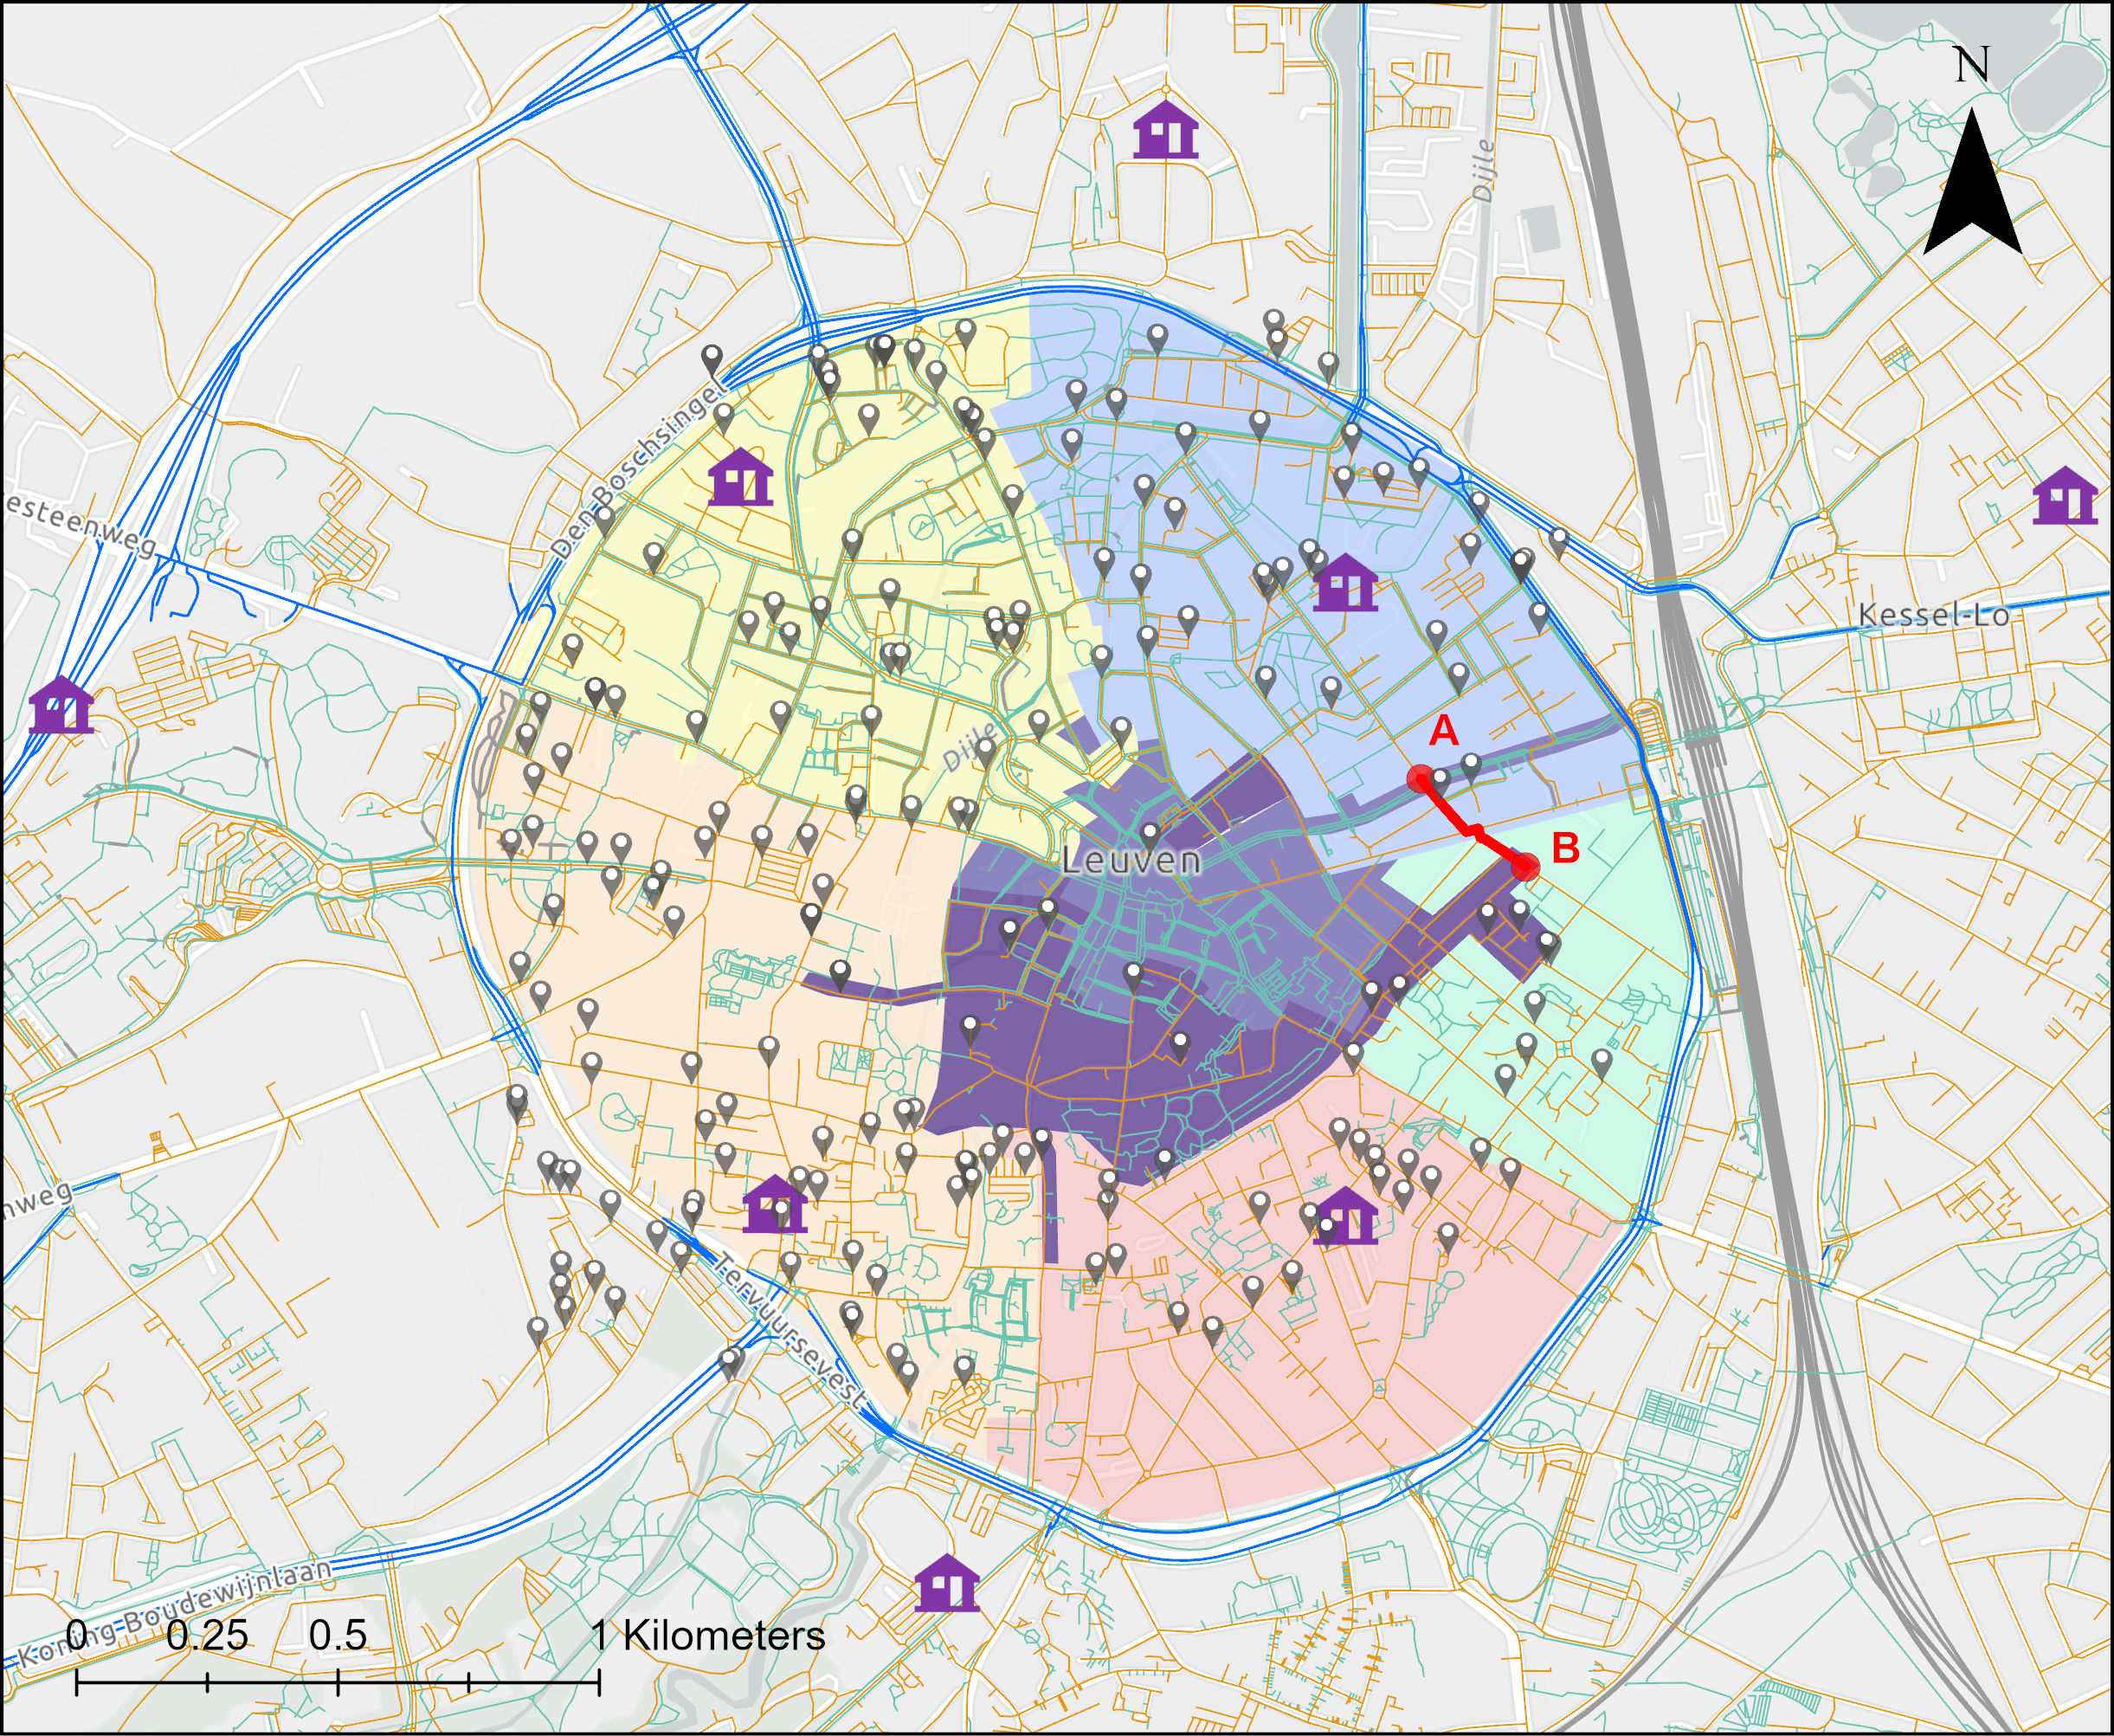 N
Dijle
Den Boschsingel
esteenweg
Kessel-Lo
A
Dijle
B
Leuven
nweg
Tervuursevest
Koning Boudewijnlaan
0 0.25 0.5 1 Kilometers